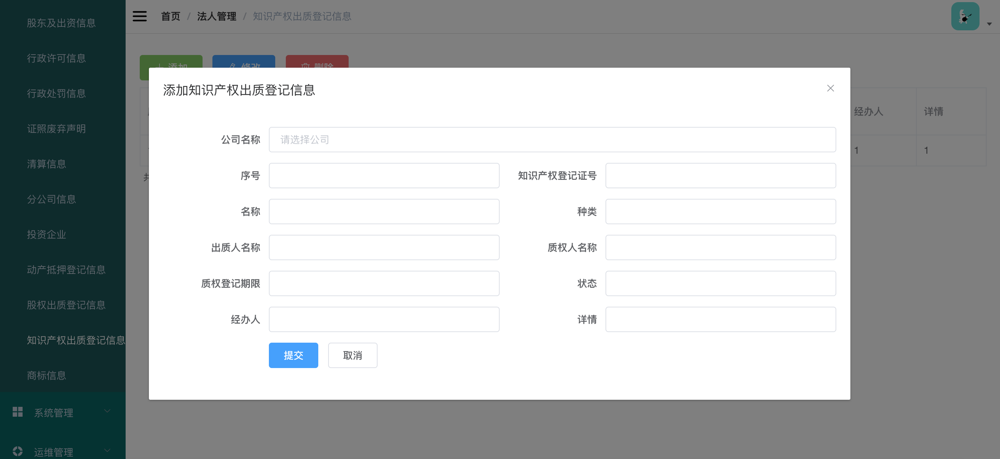 股东及出资信息
行政许可信息
行政处罚信息
证照废弃声明
清算信息
分公司信息
投资企业
动产抵押登记信息
股权出质登记信息
知识产权出质登记信息
商标信息
系统管理
运维管理
首页 / 法人管理 / 知识产权出质登记信息
添加 修改 删除
经办人 详情
1 1
共
添加知识产权出质登记信息
公司名称 请选择公司
序号 知识产权登记证号
名称 种类
出质人名称 质权人名称
质权登记期限 状态
经办人 详情
提交 取消